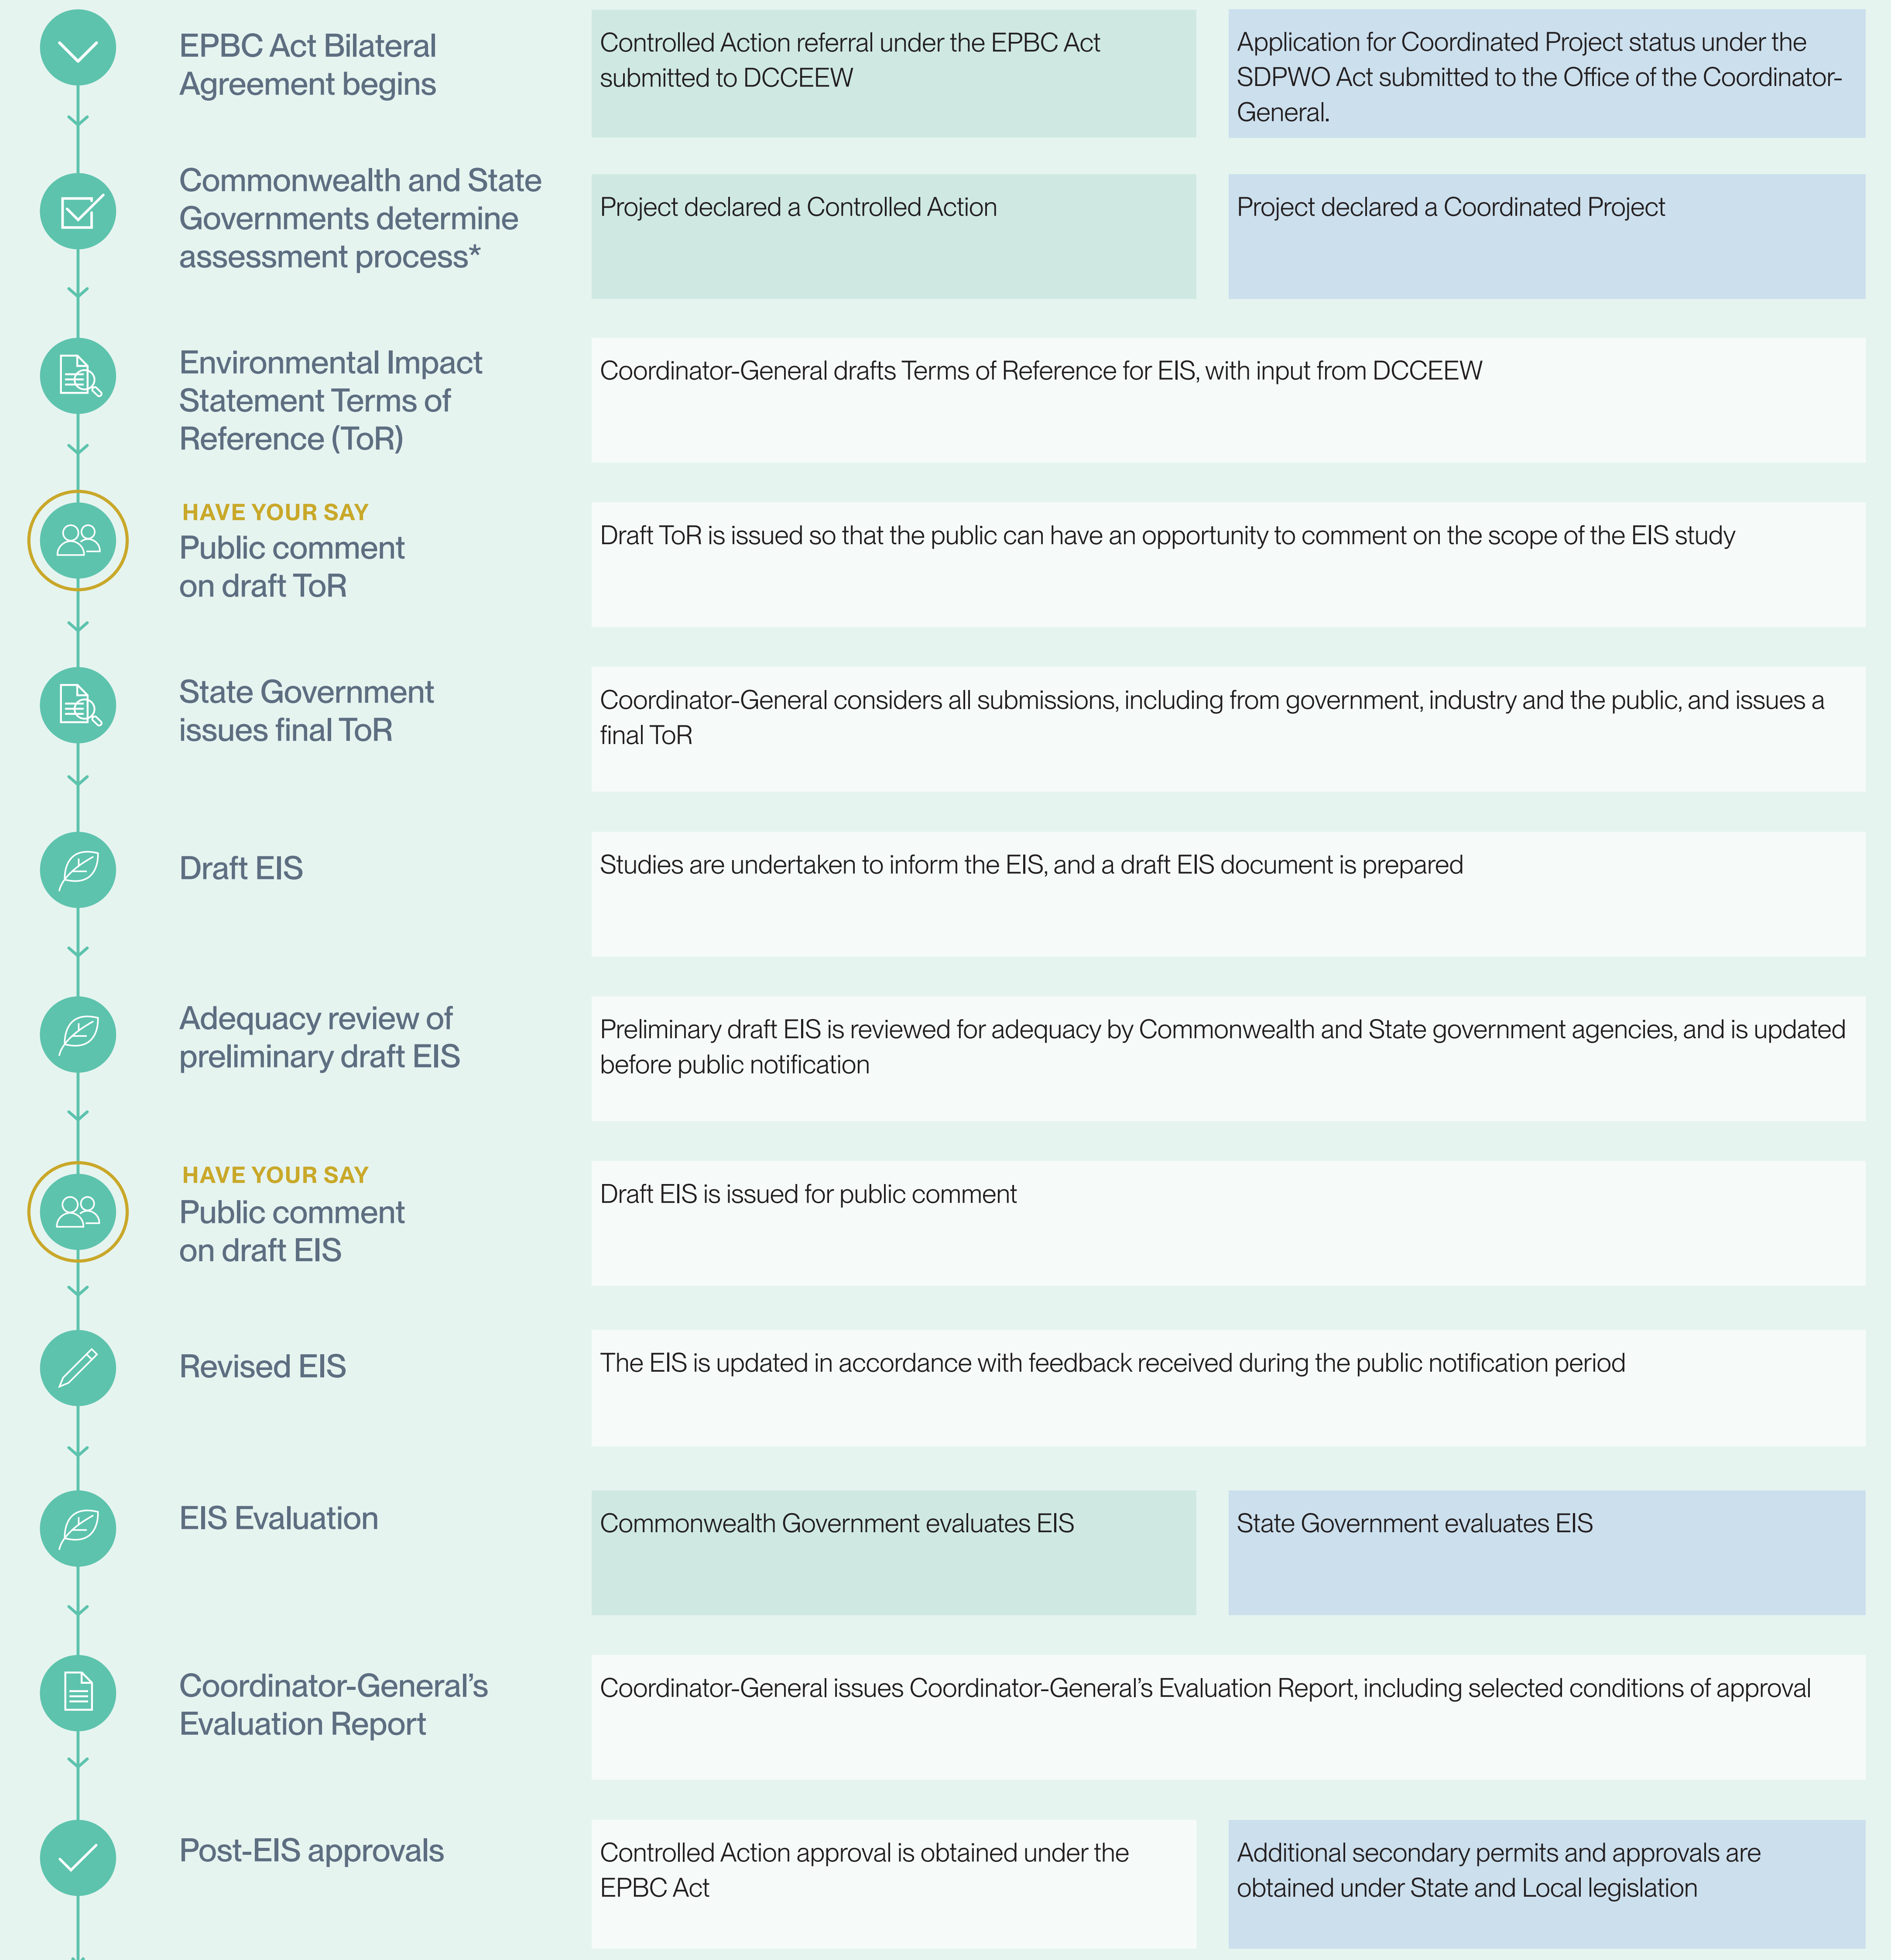 EPBC Act Bilateral
Agreement begins
Controlled Action referral under the EPBC Act
submitted to DCCEEW
Application for Coordinated Project status under the
SDPWO Act submitted to the Office of the Coordinator-
General.
Commonwealth and State
Governments determine
assessment process*
Project declared a Controlled Action
Project declared a Coordinated Project
Environmental Impact
Statement Terms of
Reference (ToR)
Coordinator-General drafts Terms of Reference for EIS, with input from DCCEEW
HAVE YOUR SAY
Public comment
on draft ToR
Draft ToR is issued so that the public can have an opportunity to comment on the scope of the EIS study
State Government
issues final ToR
Coordinator-General considers all submissions, including from government, industry and the public, and issues a
final ToR
Draft EIS
Studies are undertaken to inform the EIS, and a draft EIS document is prepared
Adequacy review of
preliminary draft EIS
Preliminary draft EIS is reviewed for adequacy by Commonwealth and State government agencies, and is updated
before public notification
HAVE YOUR SAY
Public comment
on draft EIS
Draft EIS is issued for public comment
Revised EIS
The EIS is updated in accordance with feedback received during the public notification period
EIS Evaluation
Commonwealth Government evaluates EIS
State Government evaluates EIS
Coordinator-General’s
Evaluation Report
Coordinator-General issues Coordinator-General’s Evaluation Report, including selected conditions of approval
Post-EIS approvals
Controlled Action approval is obtained under the
EPBC Act
Additional secondary permits and approvals are
obtained under State and Local legislation